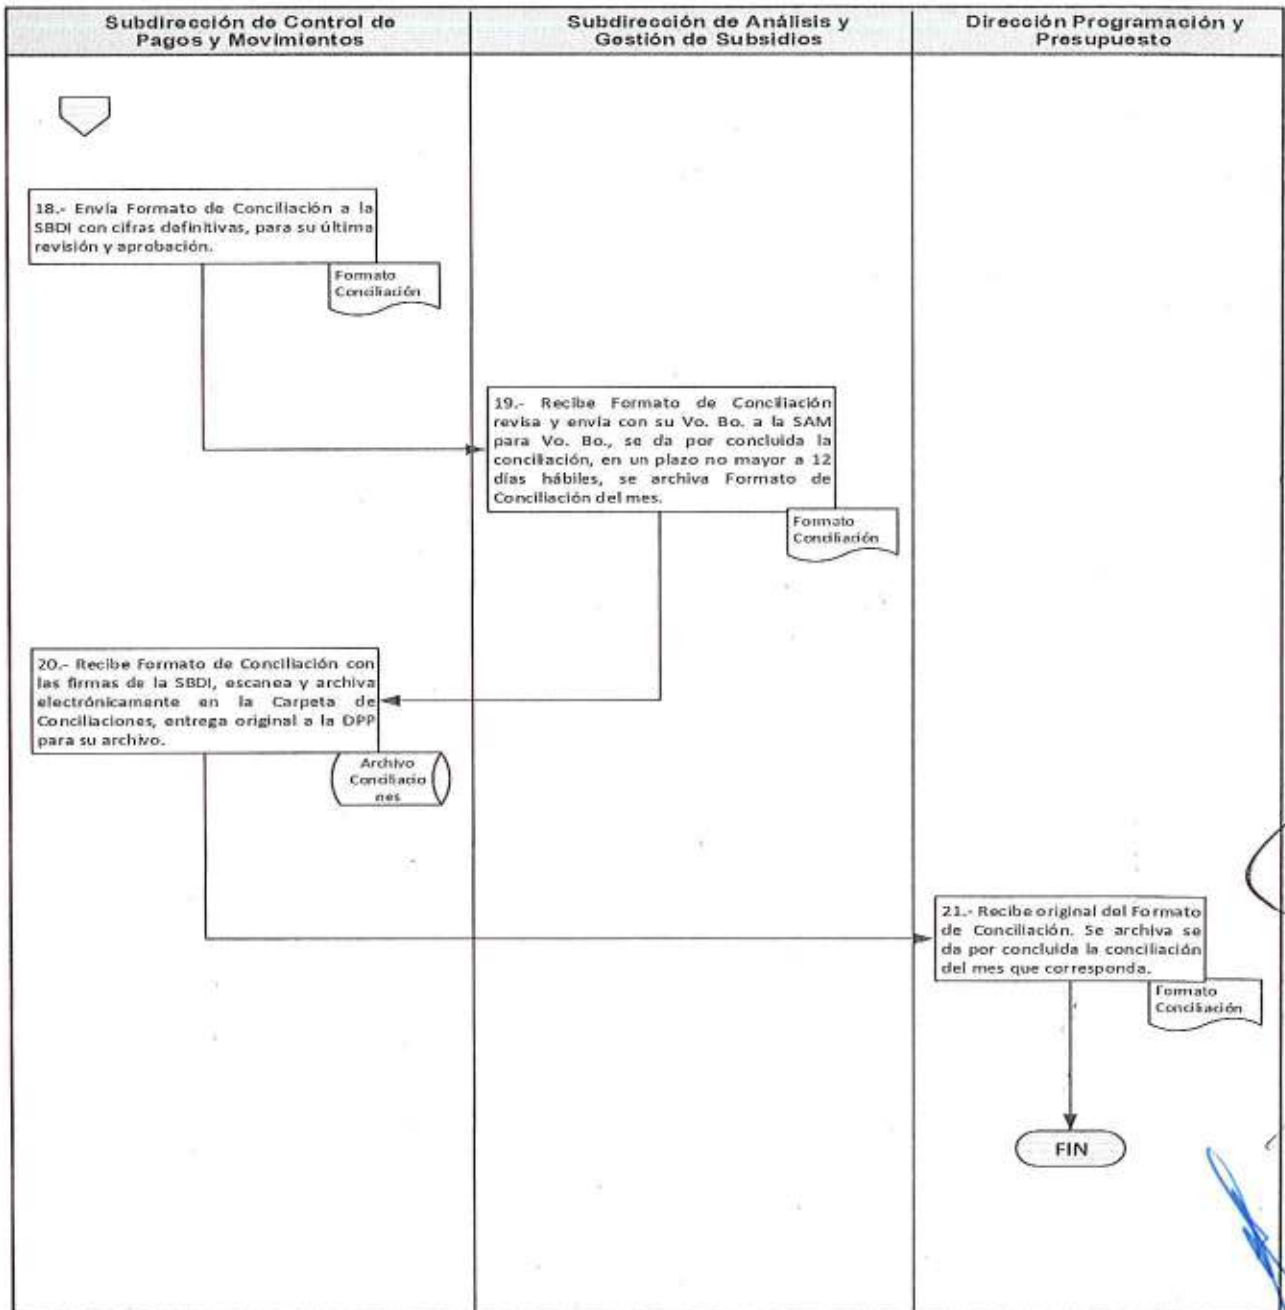 Subdirección de Control de
Pagos y Movimientos
Subdirección de Análisis y
Gestión de Subsidios
Dirección Programación y
Presupuesto
18.- Envía Formato de Conciliación a la
SBDI con cifras definitivas, para su última
revisión y aprobación.
Formato
Conciliación
19.- Recibe Formato de Conciliación
revisa y envía con su Vo. Bo. a la SAM
para Vo. Bo., se da por concluida la
conciliación, en un plazo no mayor a 12
días hábiles, se archiva Formato de
Conciliación del mes.
Formato
Conciliación
20.- Recibe Formato de Conciliación con
las firmas de la SBDI, escanea y archiva
electrónicamente en la Carpeta de
Conciliaciones, entrega original a la DPP
para su archivo.
Archivo
Conciliacio
nes
21.- Recibe original del Formato
de Conciliación. Se archiva se
da por concluida la conciliación
del mes que corresponda.
Formato
Conciliación
FIN